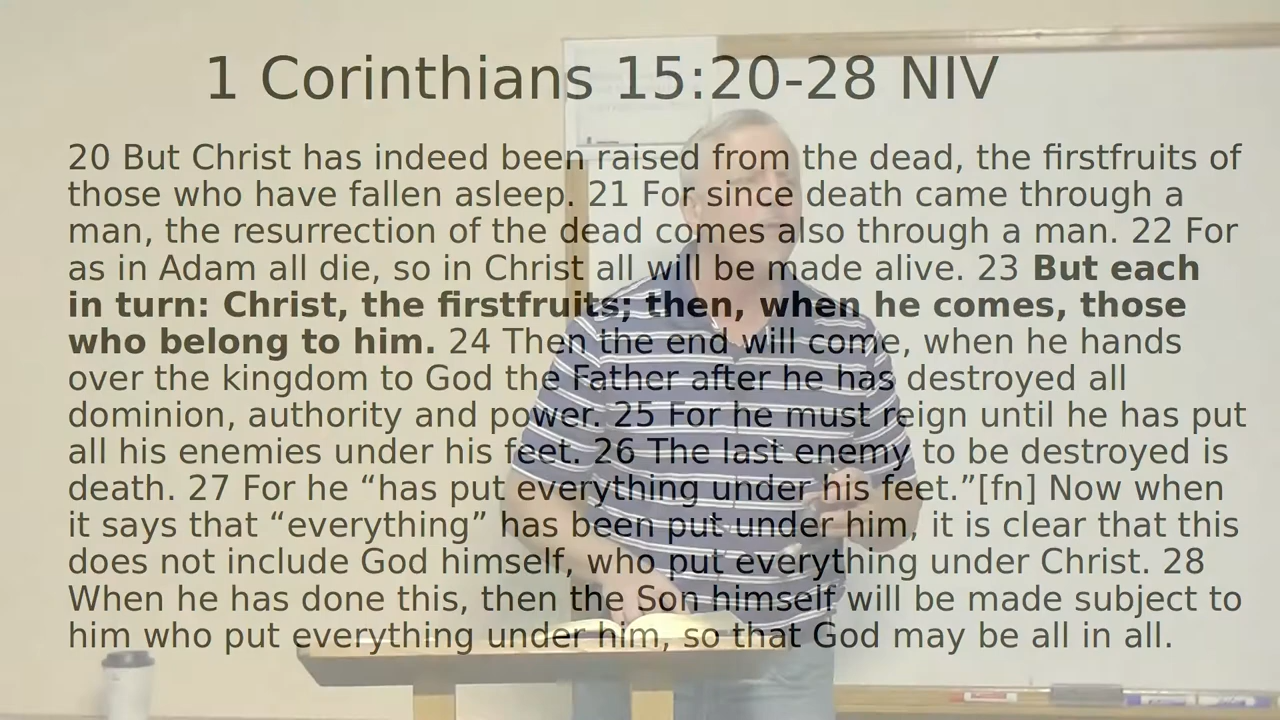 1 Corinthians 15:20-28 NIV
20 But Christ has indeed been raised from the dead, the firstfruits of
those who have fallen asleep. 21 For since death came through a
man, the resurrection of the dead comes also through a man. 22 For
as in Adam all die, so in Christ all will be made alive. 23 But each
in turn: Christ, the firstfruits; then, when he comes, those
who belong to him. 24 Then the end will come, when he hands
over the kingdom to God the Father after he has destroyed all
dominion, authority and power. 25 For he must reign until he has put
all his enemies under his feet. 26 The last enemy to be destroyed is
death. 27 For he “has put everything under his feet.”[fn] Now when
it says that “everything” has been put under him, it is clear that this
does not include God himself, who put everything under Christ. 28
When he has done this, then the Son himself will be made subject to
him who put everything under him, so that God may be all in all.